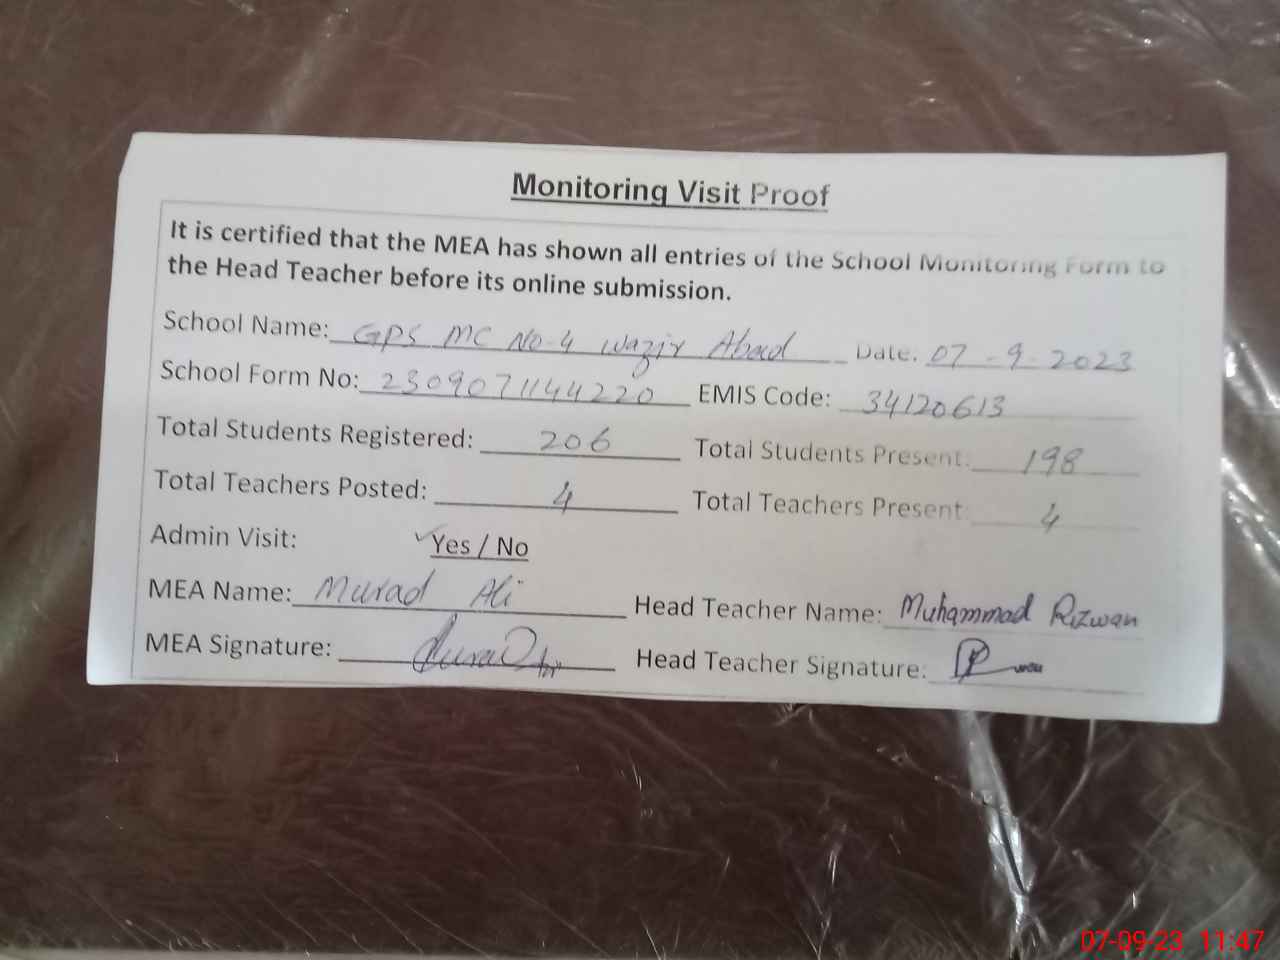 Monitoring Visit Proof
It is certified that the MEA has shown all entries of the School Monitoring Form to
the Head Teacher before its online submission.
School Name: GPS MC No-4 Wazir Abad Date: 07-9-2023
School Form No: 2309071144220 EMIS Code: 34120613
Total Students Registered: 206 Total Students Present: 198
Total Teachers Posted: 4 Total Teachers Present: 4
Admin Visit: ✓Yes / No
MEA Name: Murad Ali Head Teacher Name: Muhammad Rizwan
MEA Signature: Head Teacher Signature:
07-09-23 11:47